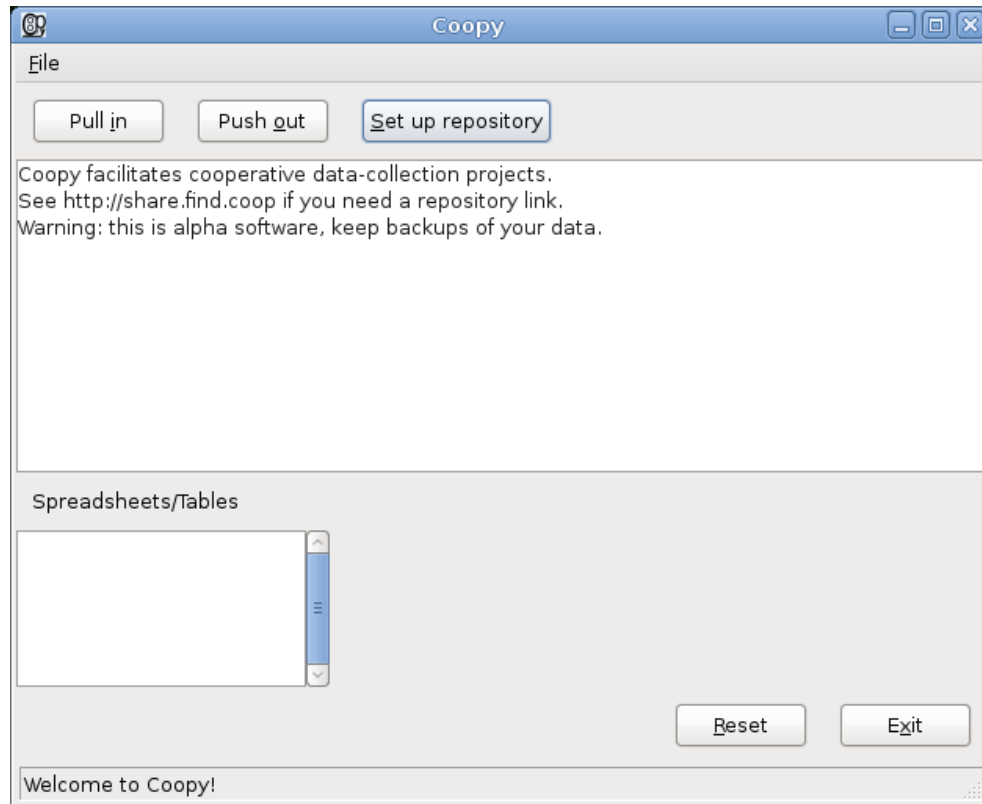 Coopy
File
Pull in
Push out
Set up repository
Coopy facilitates cooperative data-collection projects.
See http://share.find.coop if you need a repository link.
Warning: this is alpha software, keep backups of your data.
Spreadsheets/Tables
Reset
Exit
Welcome to Coopy!